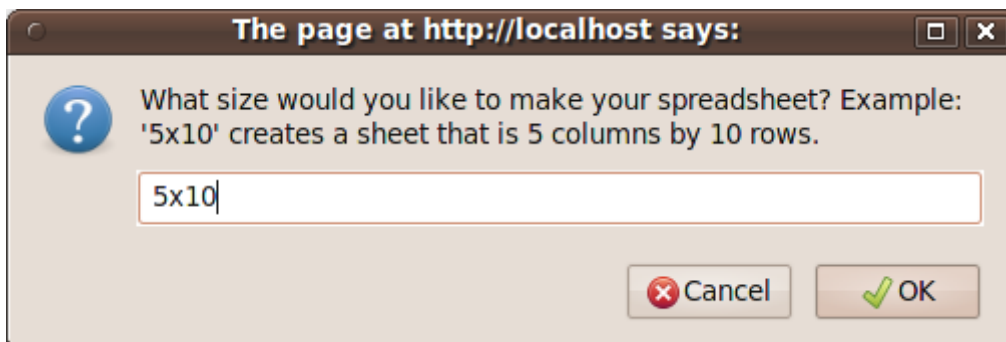 The page at http://localhost says:
What size would you like to make your spreadsheet? Example:
'5x10' creates a sheet that is 5 columns by 10 rows.
5x10
Cancel
OK